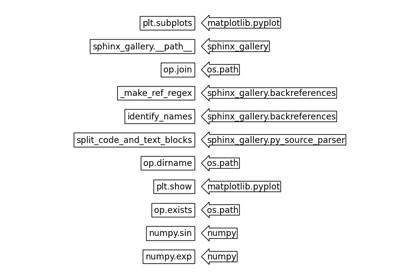 plt.subplots matplotlib.pyplot
sphinx_gallery.__path__ sphinx_gallery
op.join os.path
_make_ref_regex sphinx_gallery.backreferences
identify_names sphinx_gallery.backreferences
split_code_and_text_blocks sphinx_gallery.py_source_parser
op.dirname os.path
plt.show matplotlib.pyplot
op.exists os.path
numpy.sin numpy
numpy.exp numpy